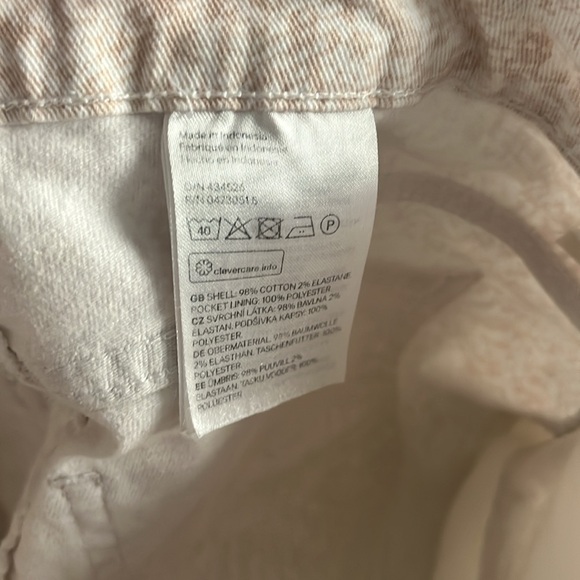 Made in Indonesia
Fabriqué en Indonésie
Hecho en Indonesia
O/N 434526
R/N 0473051 5
40 P
clevercare.info
GB SHELL: 98% COTTON 2% ELASTANE
POCKET LINING: 100% POLYESTER
CZ SVRCHNÍ LÁTKA: 98% BAVLNA 2%
ELASTAN. PODŠÍVKA KAPSY: 100%
POLYESTER
DE OBERMATERIAL: 98% BAUMWOLLE
2% ELASTHAN. TASCHENFUTTER: 100%
POLYESTER
EE ÜMBRIS: 98% PUUVILL 2%
ELASTAAN. TASKU VOODER: 100%
POLÜESTER